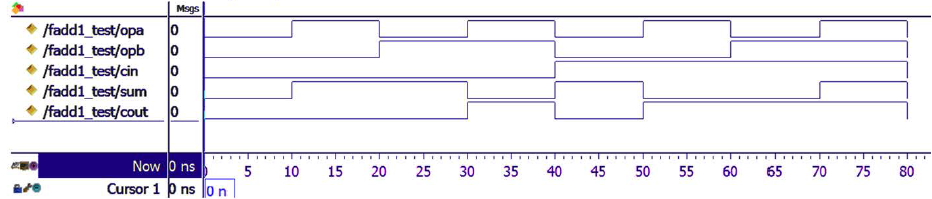 Msgs
/fadd1_test/opa 0
/fadd1_test/opb 0
/fadd1_test/cin 0
/fadd1_test/sum 0
/fadd1_test/cout 0
Now 0 ns 5 10 15 20 25 30 35 40 45 50 55 60 65 70 75 80
Cursor 1 0 ns 0 n